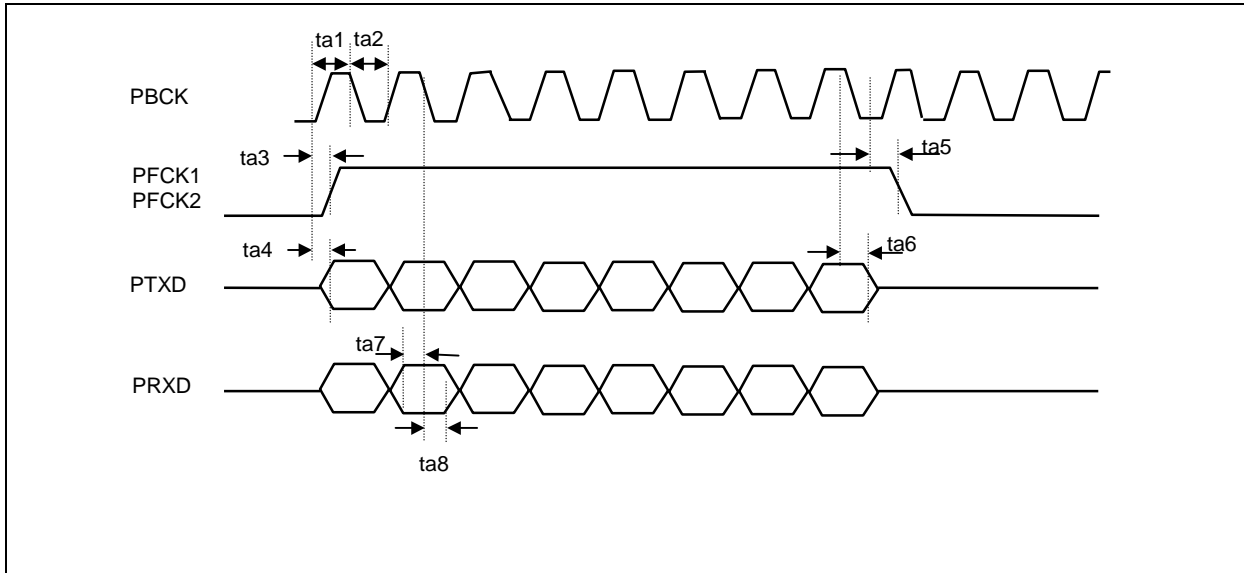 ta1 ta2
PBCK
ta3
ta5
PFCK1
PFCK2
ta4
ta6
PTXD
ta7
PRXD
ta8